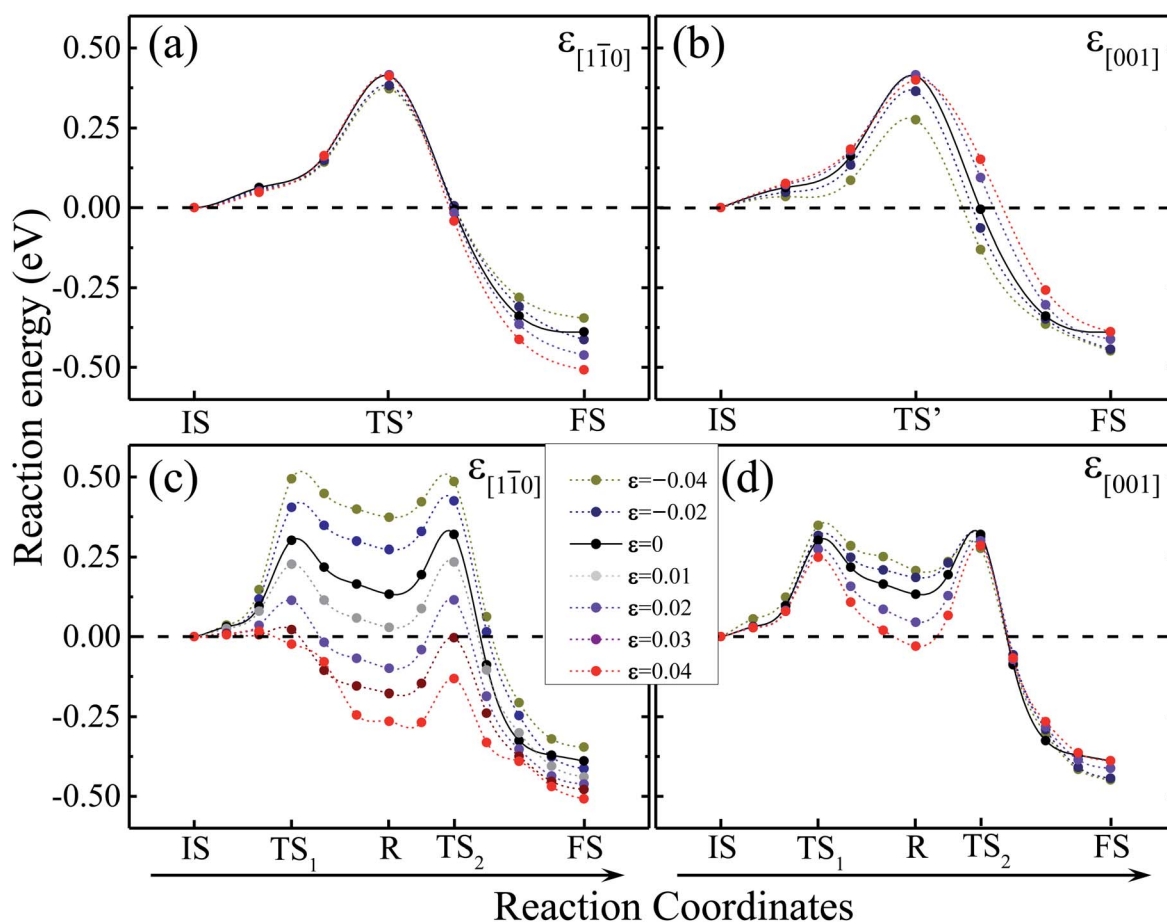 Reaction energy (eV)
(a)
ε[11̄0]
0.50
0.25
0.00
-0.25
-0.50
IS
TS’
FS
(b)
ε[001]
IS
TS’
FS
(c)
ε[11̄0]
0.50
0.25
0.00
-0.25
-0.50
IS
TS1
R
TS2
FS
ε=−0.04
ε=−0.02
ε=0
ε=0.01
ε=0.02
ε=0.03
ε=0.04
(d)
ε[001]
IS
TS1
R
TS2
FS
Reaction Coordinates